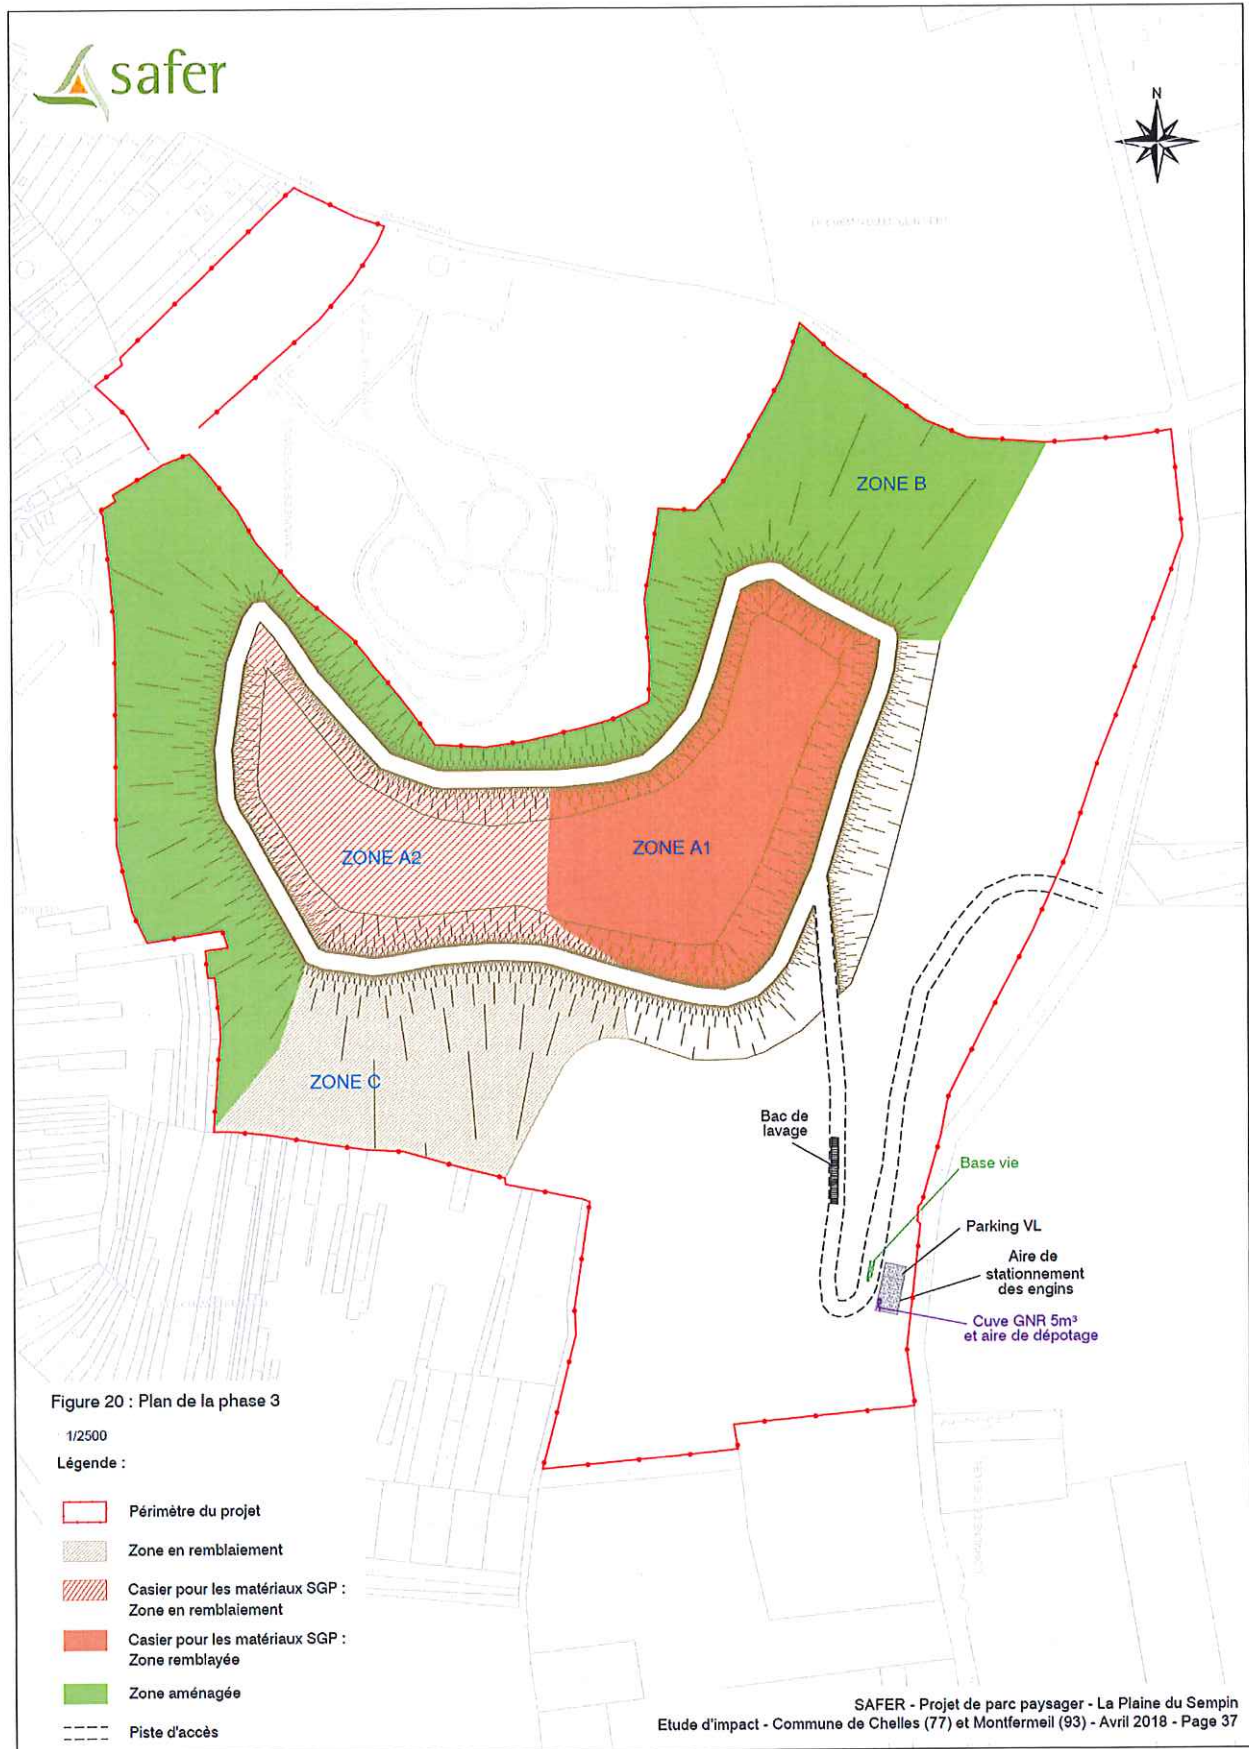 safer
N
ZONE B
ZONE A2
ZONE A1
ZONE C
Bac de
lavage
Base vie
Parking VL
Aire de
stationnement
des engins
Cuve GNR 5m³
et aire de dépotage
Figure 20 : Plan de la phase 3
1/2500
Légende :
Périmètre du projet
Zone en remblaiement
Casier pour les matériaux SGP :
Zone en remblaiement
Casier pour les matériaux SGP :
Zone remblayée
Zone aménagée
Piste d'accès
SAFER - Projet de parc paysager - La Plaine du Sempin
Etude d'impact - Commune de Chelles (77) et Montfermeil (93) - Avril 2018 - Page 37